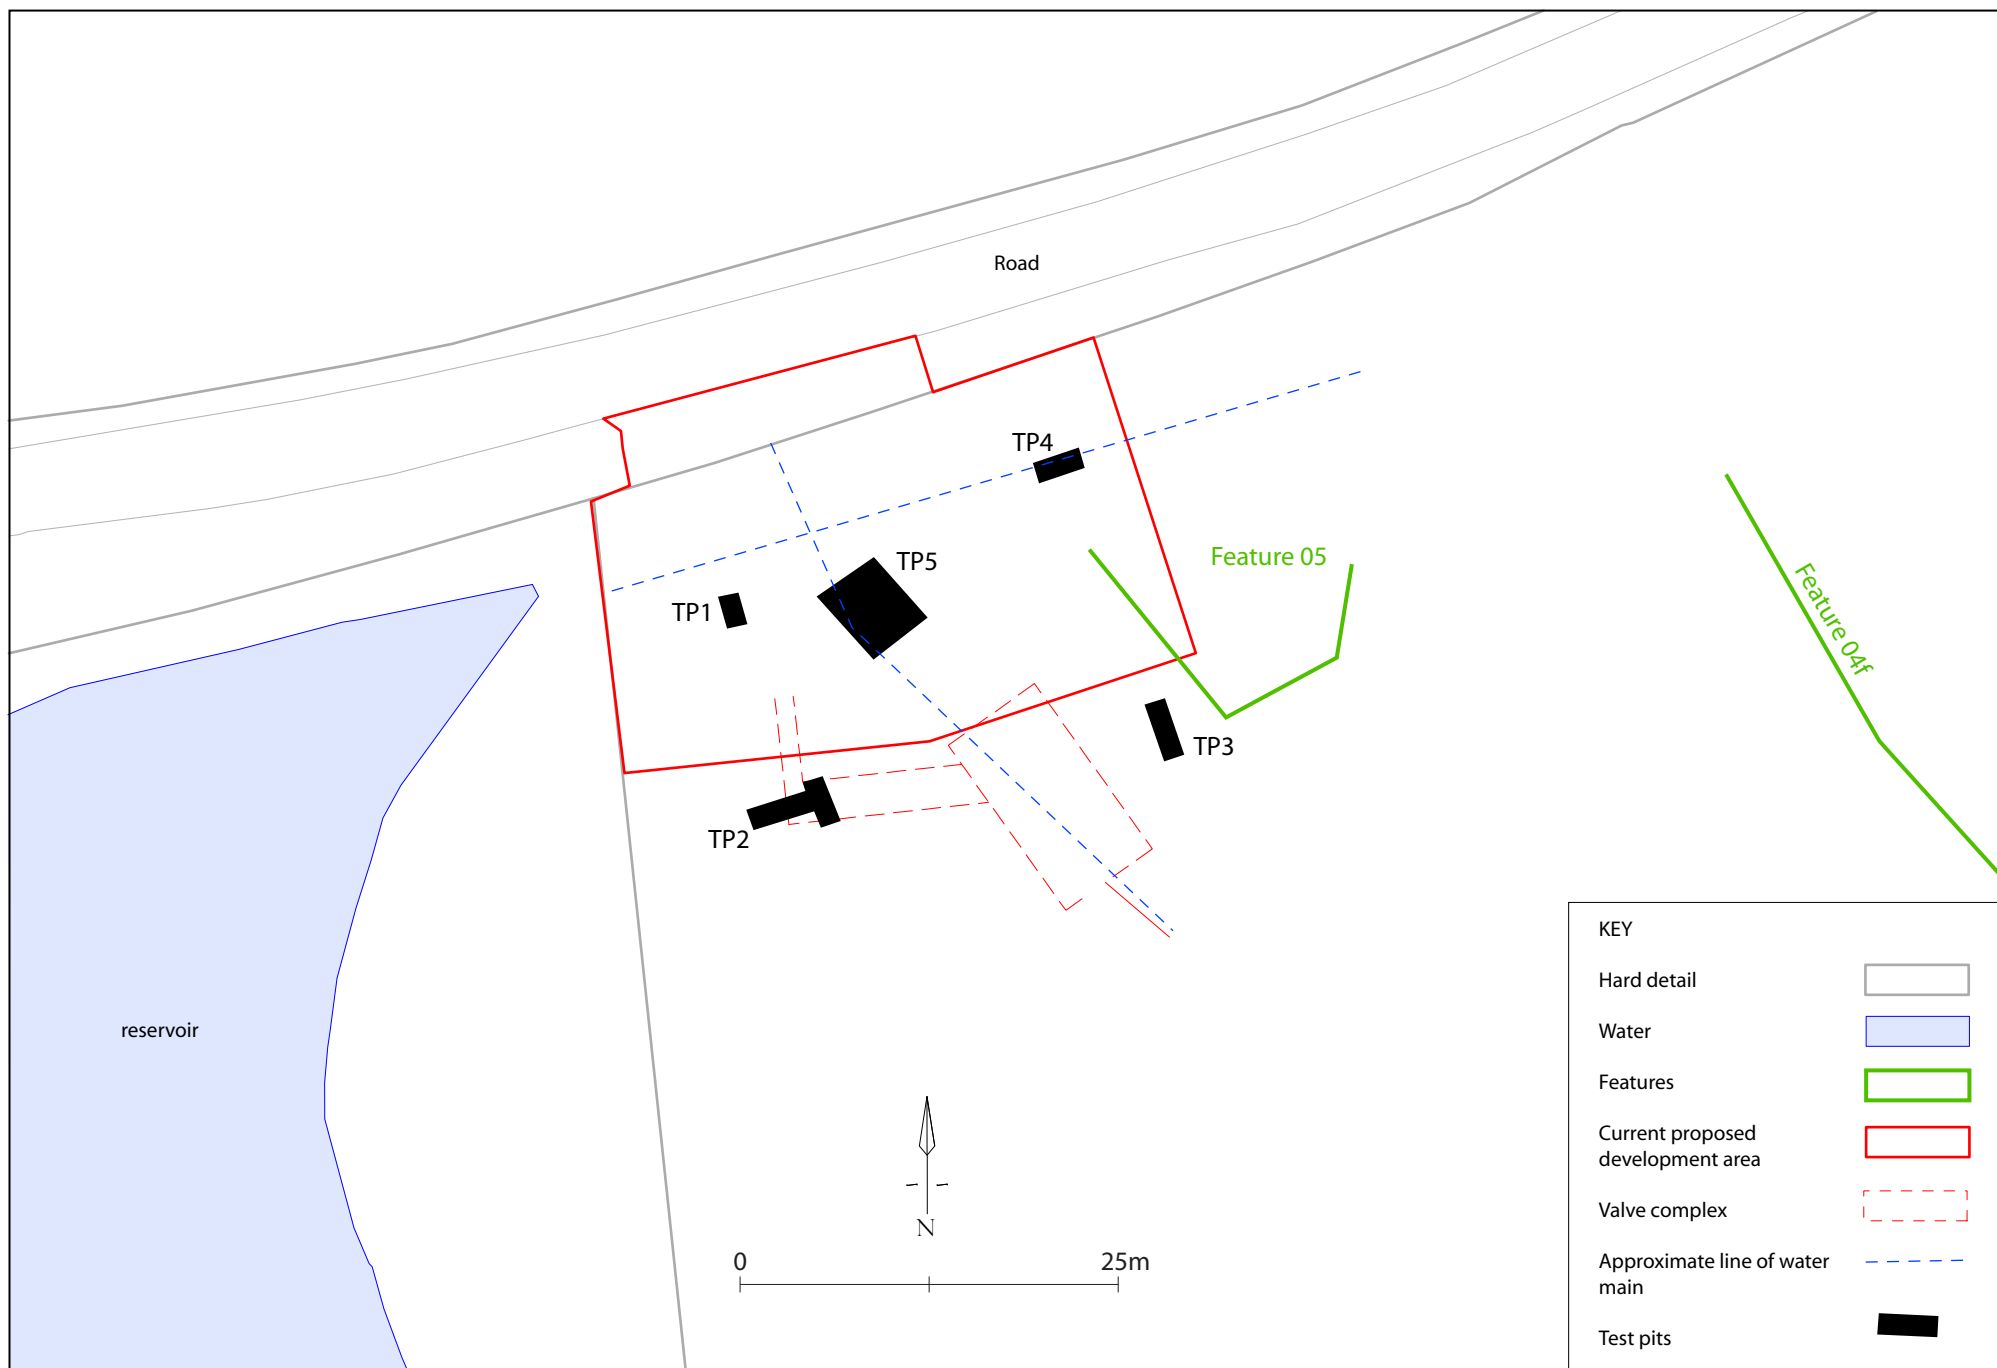 Road
TP4
TP5
Feature 05
TP1
Feature 04f
TP3
TP2
reservoir
N
0
25m
KEY
Hard detail
Water
Features
Current proposed
development area
Valve complex
Approximate line of water
main
Test pits